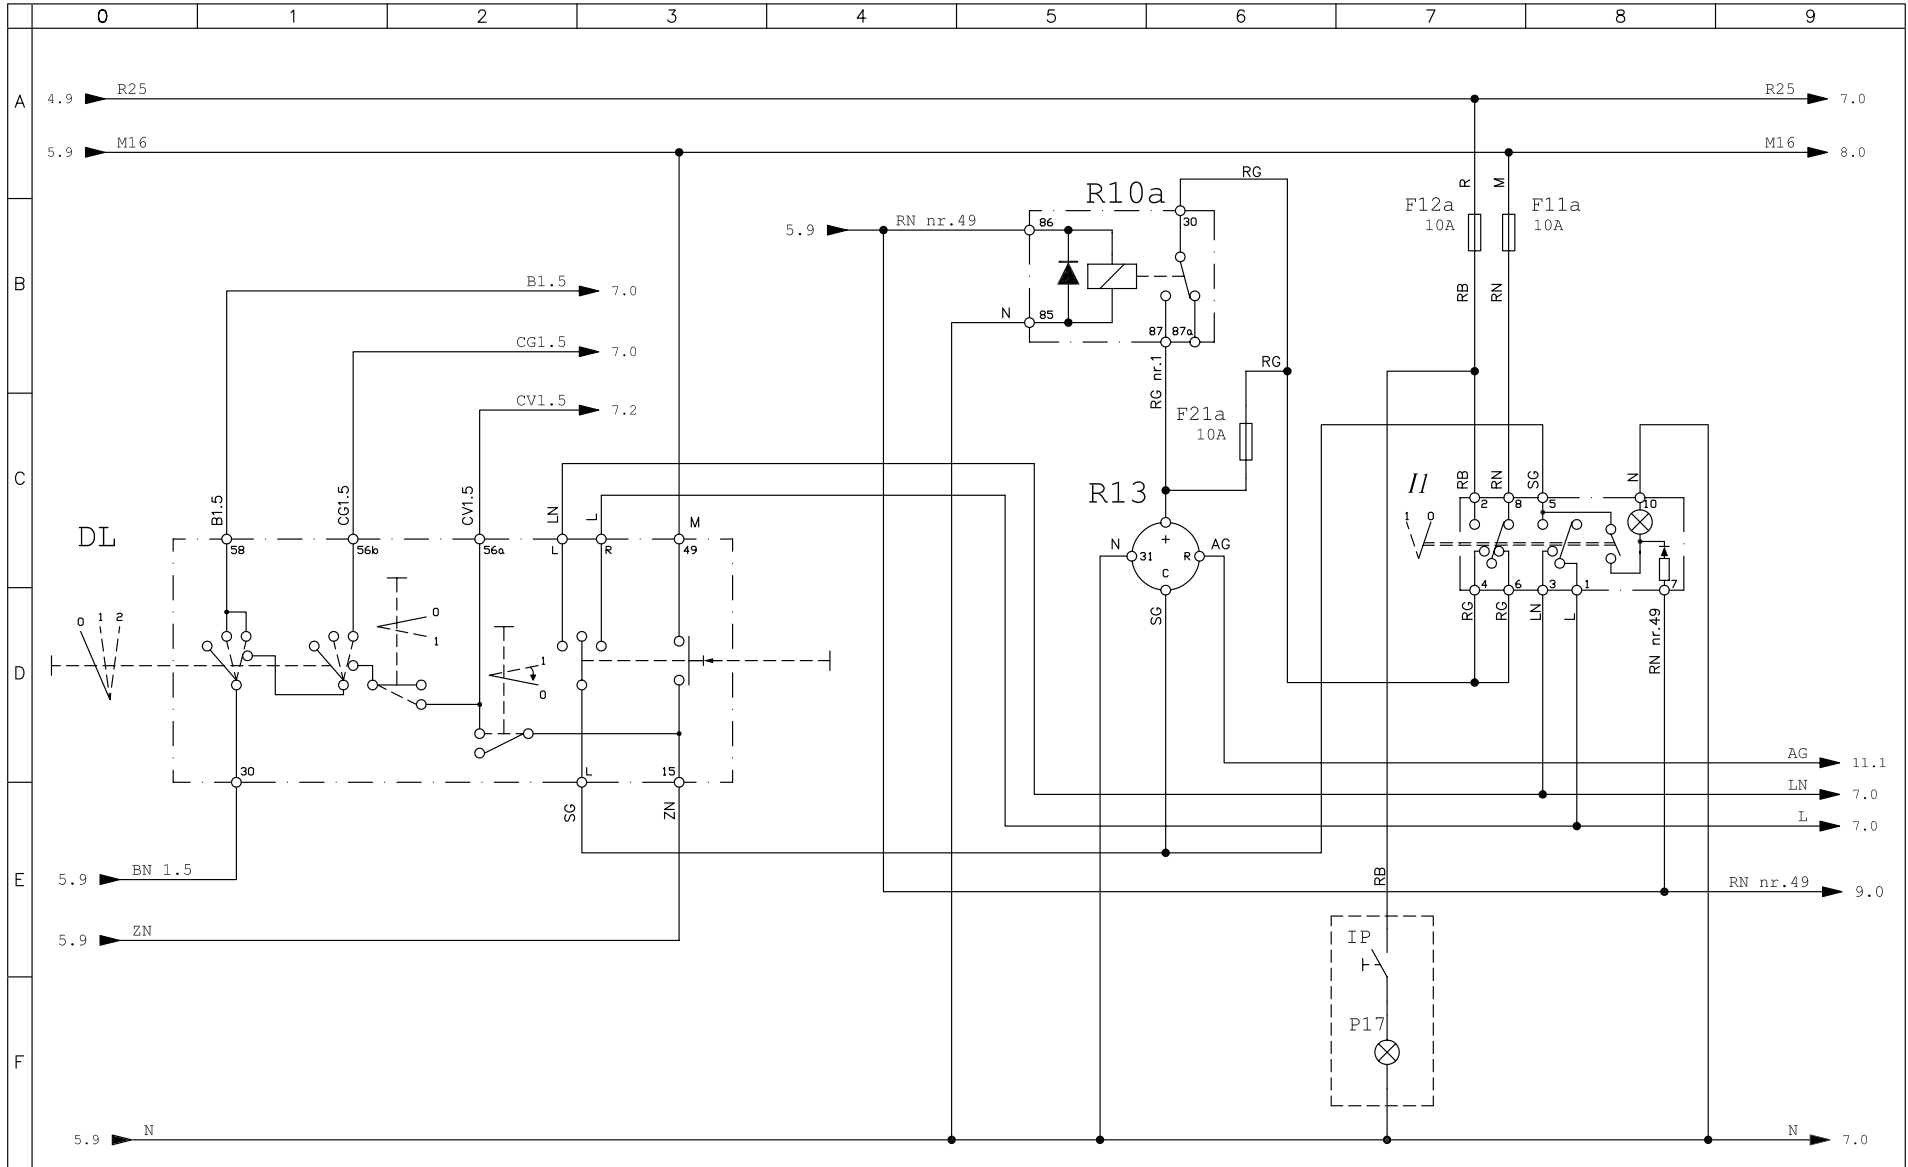 0 1 2 3 4 5 6 7 8 9
A
4.9 R25 R25 7.0
5.9 M16 M16 8.0
RG
R M
R10a
F12a F11a
10A 10A
5.9 RN nr.49 86 30
B
B1.5 7.0
RB RN
N 85
87 87a
CG1.5 7.0
RG nr.1
RG
CV1.5 7.2
F21a
10A
C
I1
R13
B1.5 CG1.5 CV1.5 LN L M
RB RN SG N
2 8 5 10
1 0
DL
58 56b 56a L R 49
N 31 + R AG
C
4 6 3 1 7
SG
RG RG LN L RN nr.49
0 1 2
0
1
D
1
0
30 L 15
AG 11.1
SG ZN
LN 7.0
L 7.0
E
5.9 BN 1.5
RB
RN nr.49 9.0
5.9 ZN
IP
P17
F
5.9 N N 7.0